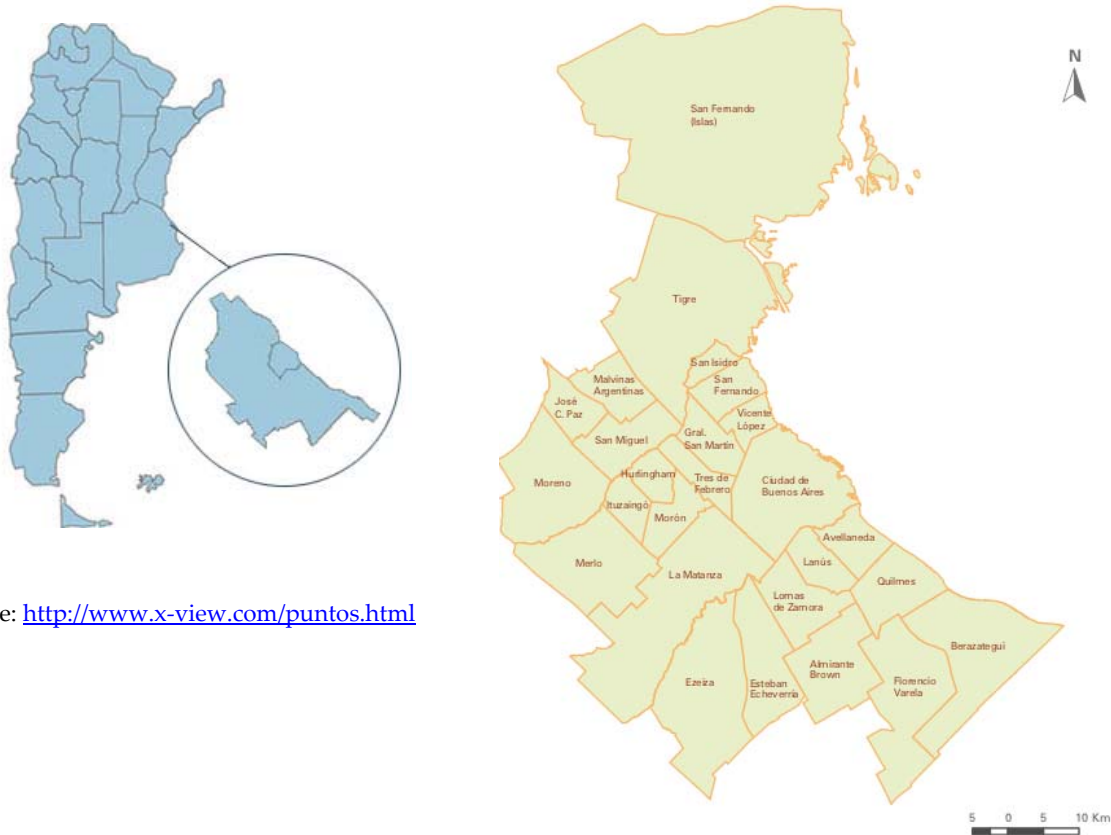 N
San Fernando
(Islas)
Tigre
San Isidro
Malvinas
Argentinas
San
Fernando
José
C. Paz
Vicente
López
San Miguel
Gral.
San Martín
Hurlingham
Moreno
Tres de
Febrero
Ciudad de
Buenos Aires
Ituzaingó
Morón
Avellaneda
Merlo
Lanús
La Matanza
Quilmes
Lomas
de Zamora
e: http://www.x-view.com/puntos.html
Berazategui
Almirante
Brown
Ezeiza
Esteban
Echeverría
Florencio
Varela
5 0 5 10 Km